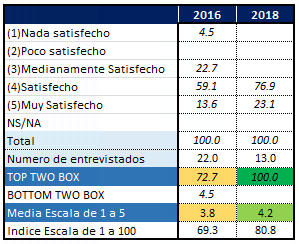 2016 2018
(1)Nada satisfecho 4.5
(2)Poco satisfecho
(3)Medianamente Satisfecho 22.7
(4)Satisfecho 59.1 76.9
(5)Muy Satisfecho 13.6 23.1
NS/NA
Total 100.0 100.0
Numero de entrevistados 22.0 13.0
TOP TWO BOX 72.7 100.0
BOTTOM TWO BOX 4.5
Media Escala de 1 a 5 3.8 4.2
Indice Escala de 1 a 100 69.3 80.8